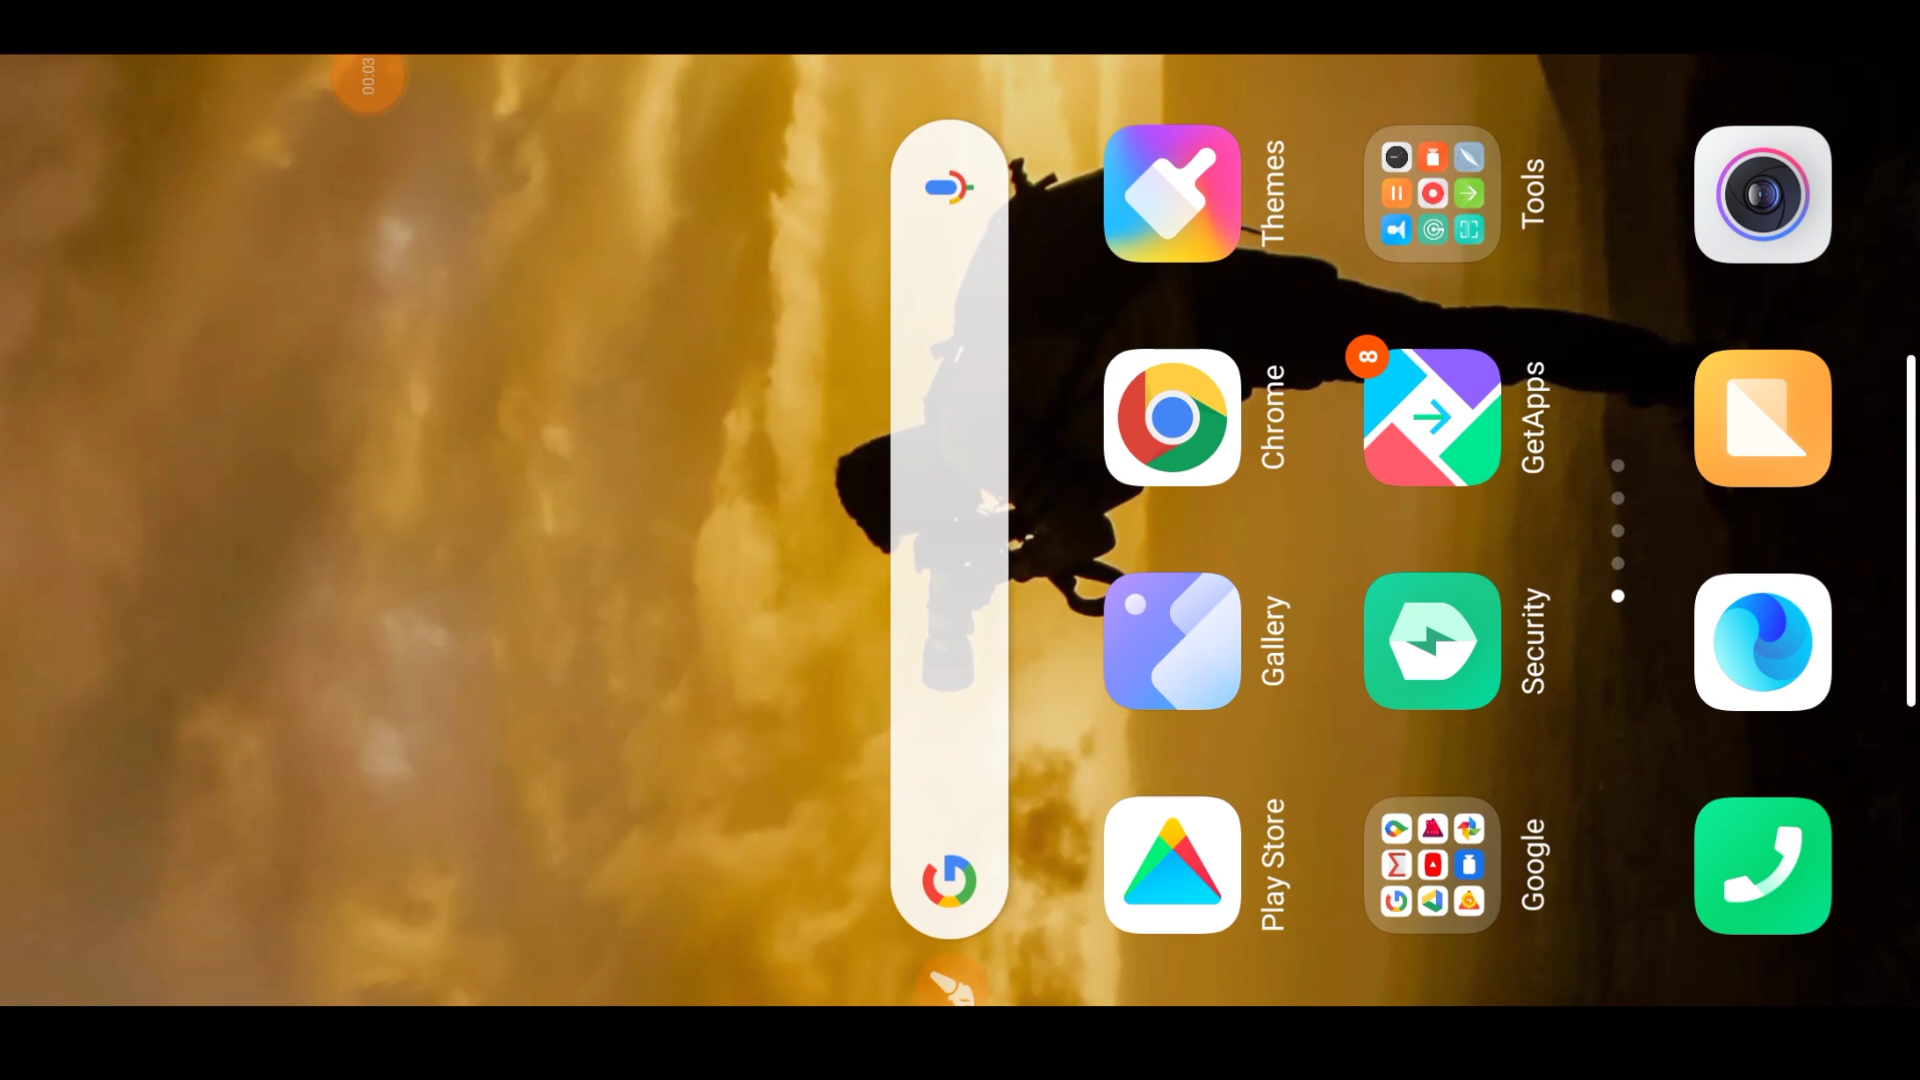 00:03
Play Store
Gallery
Chrome
Themes
Google
Security
8
GetApps
Tools